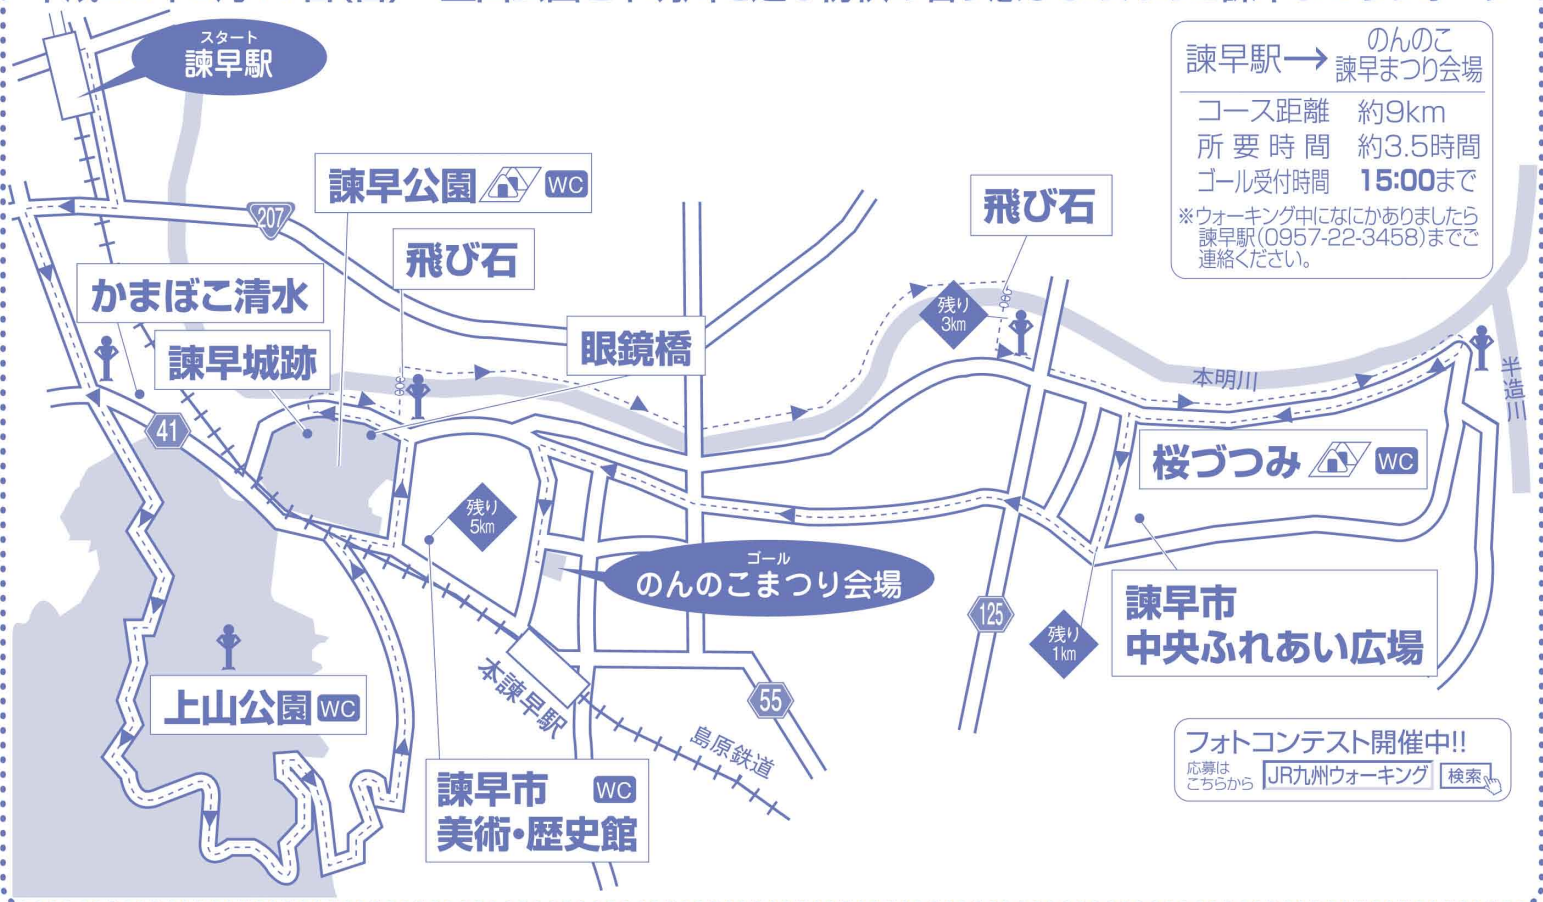 スタート
諫早駅
諫早駅→のんのこ諫早まつり会場
コース距離 約9km
所要時間 約3.5時間
ゴール受付時間 15:00まで
※ウォーキング中になにかありましたら
諫早駅(0957-22-3458)までご
連絡ください。
諫早公園 WC
飛び石
207
飛び石
かまぼこ清水
諫早城跡
眼鏡橋
残り
3km
本明川
半造川
41
桜づつみ WC
残り
5km
ゴール
のんのこまつり会場
125
残り
1km
諫早市
中央ふれあい広場
上山公園 WC
本諫早駅
55
島原鉄道
諫早市 WC
美術・歴史館
フォトコンテスト開催中!!
応募は
こちらから
JR九州ウォーキング 検索